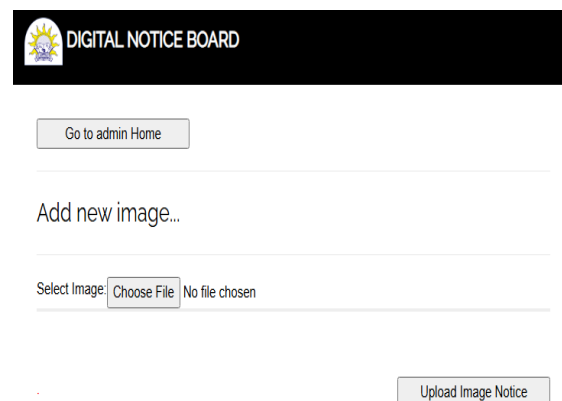 DIGITAL NOTICE BOARD
Go to admin Home
Add new image...
Select Image: Choose File No file chosen
.
Upload Image Notice